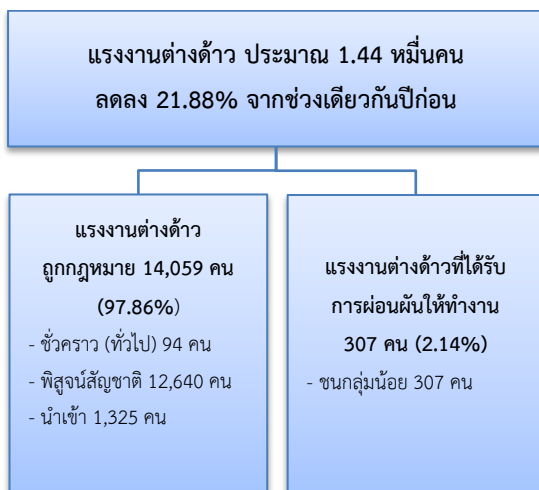 แรงงานต่างด้าว ประมาณ 1.44 หมื่นคน
ลดลง 21.88% จากช่วงเดียวกันปีก่อน
แรงงานต่างด้าว
ถูกกฎหมาย 14,059 คน
(97.86%)
- ชั่วคราว (ทั่วไป) 94 คน
- พิสูจน์สัญชาติ 12,640 คน
- นำเข้า 1,325 คน
แรงงานต่างด้าวที่ได้รับ
การผ่อนผันให้ทำงาน
307 คน (2.14%)
- ชนกลุ่มน้อย 307 คน